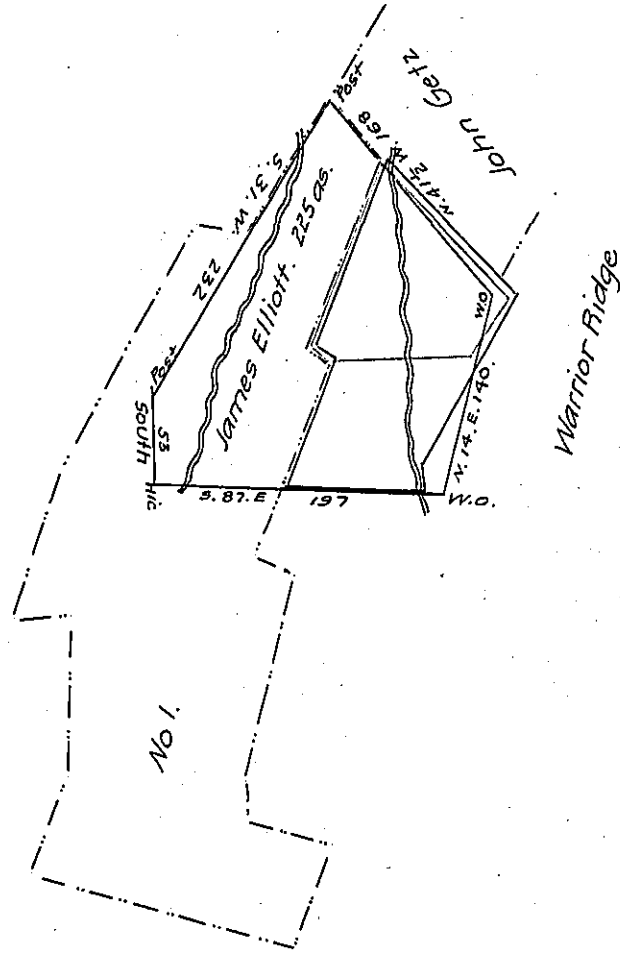 John Getz
Post
N. 41½ W. 168
S. 31. W.
232
James Elliott. 225 as.
Post
South
53
Hic
S. 87. E 197
W.O.
N. 14. E. 140.
W.O.
Warrior Ridge
No 1.